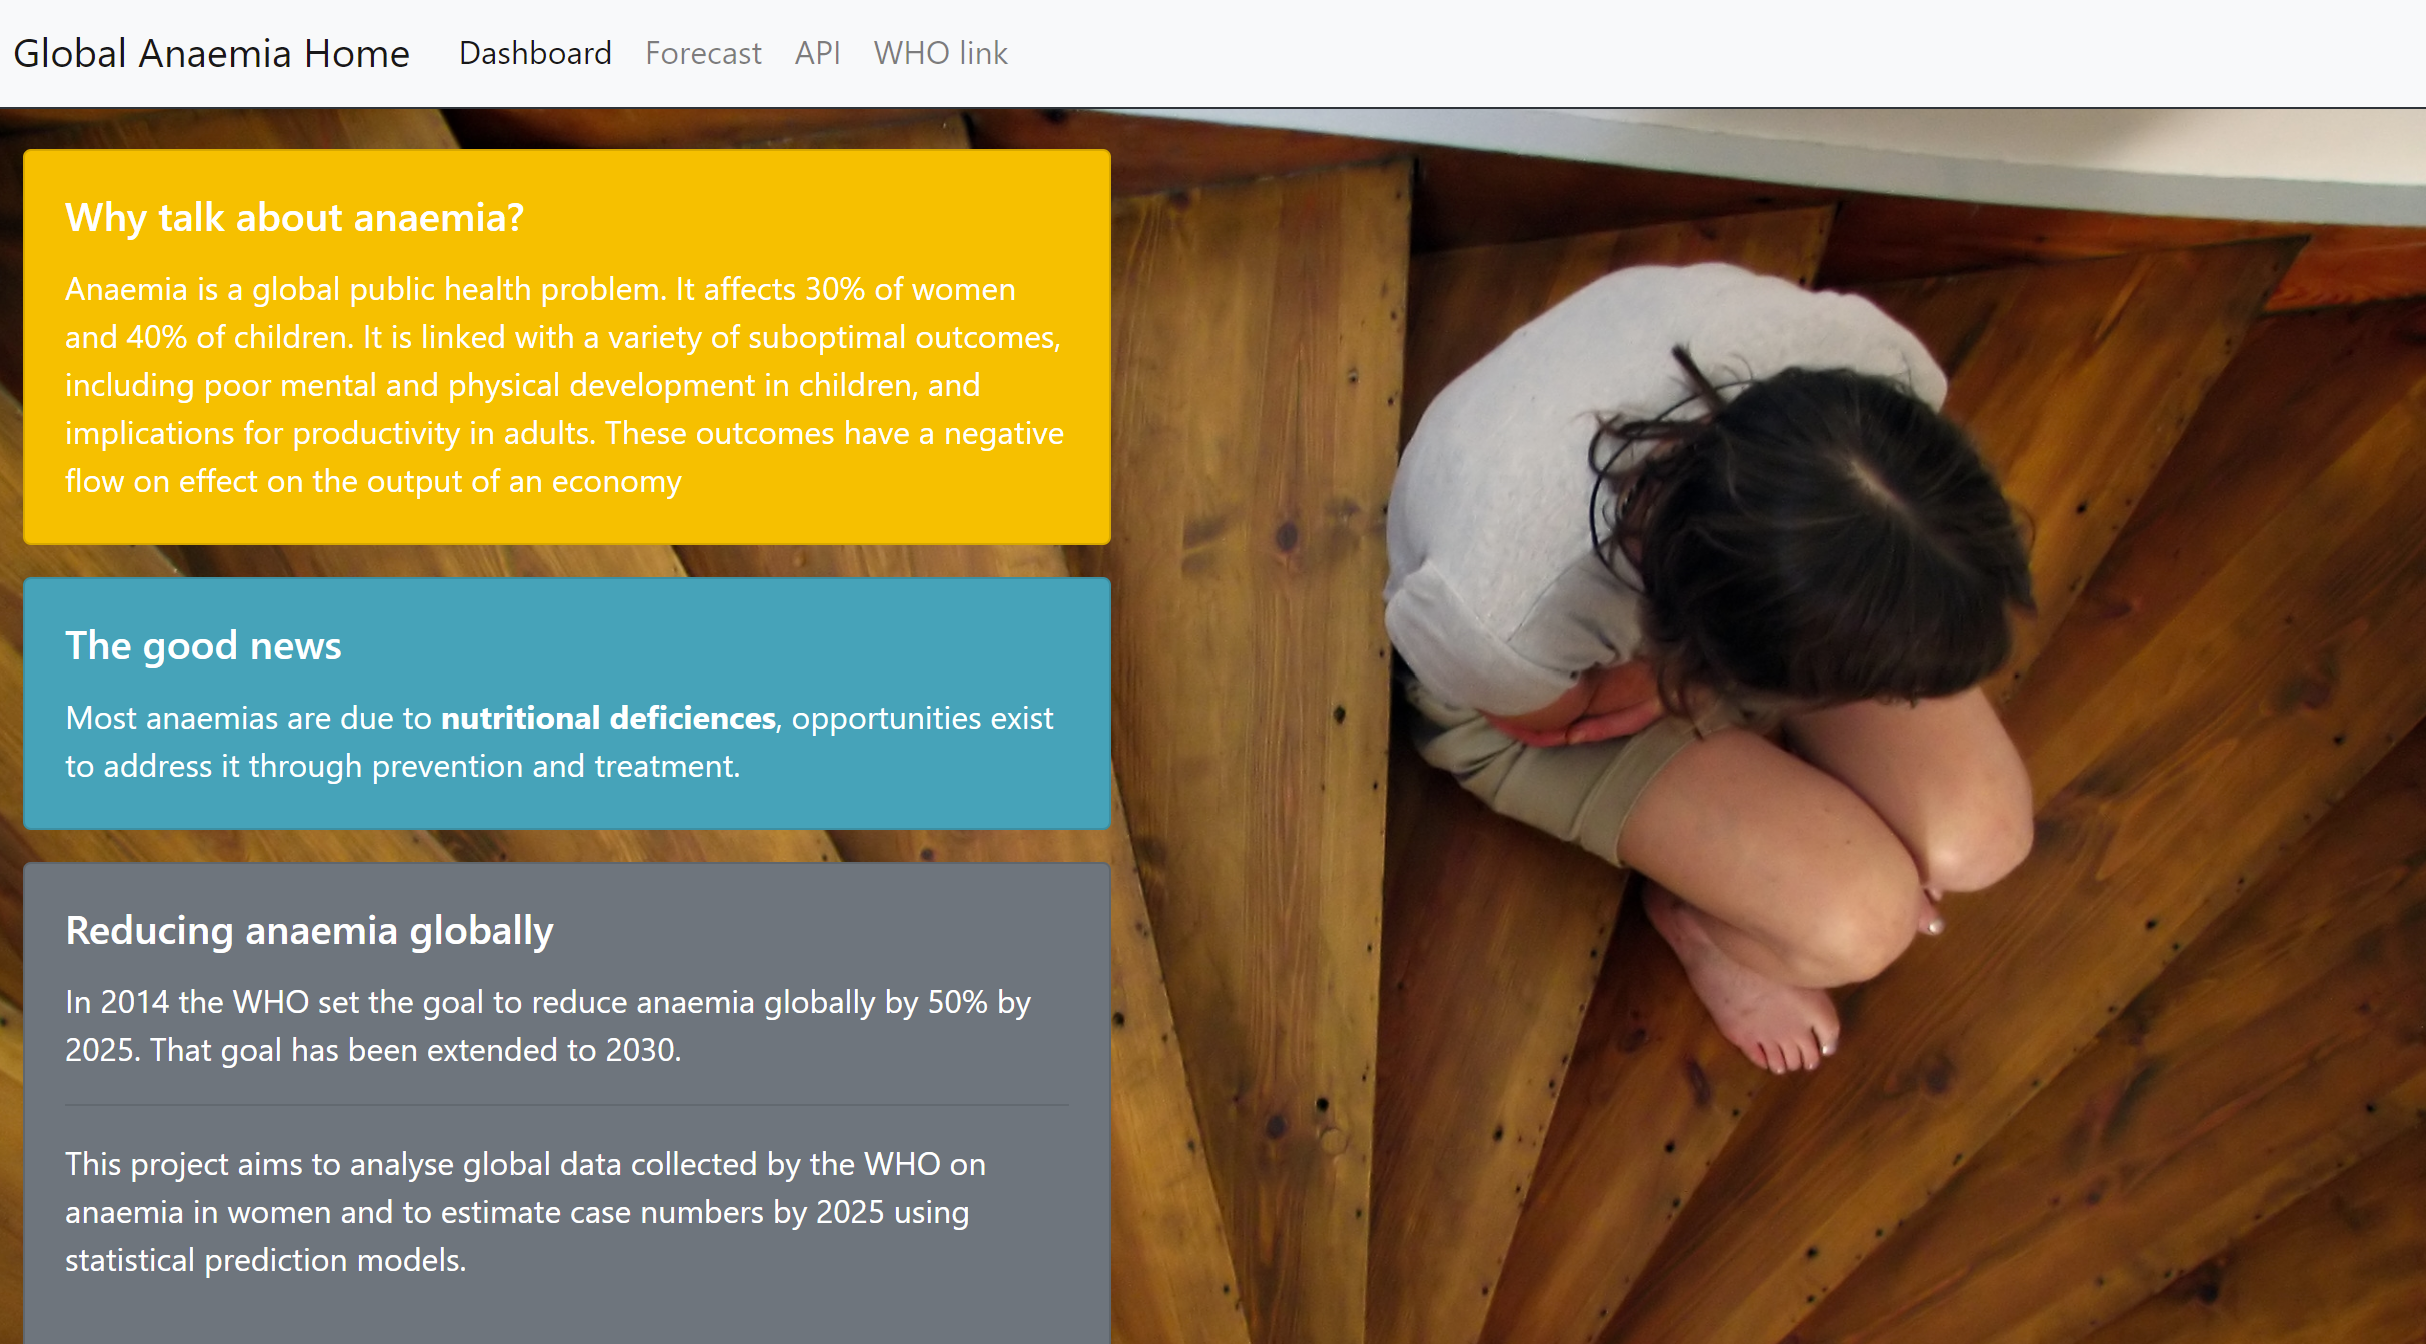 Global Anaemia Home Dashboard Forecast API WHO link
Why talk about anaemia?
Anaemia is a global public health problem. It affects 30% of women
and 40% of children. It is linked with a variety of suboptimal outcomes,
including poor mental and physical development in children, and
implications for productivity in adults. These outcomes have a negative
flow on effect on the output of an economy
The good news
Most anaemias are due to nutritional deficiences, opportunities exist
to address it through prevention and treatment.
Reducing anaemia globally
In 2014 the WHO set the goal to reduce anaemia globally by 50% by
2025. That goal has been extended to 2030.
This project aims to analyse global data collected by the WHO on
anaemia in women and to estimate case numbers by 2025 using
statistical prediction models.